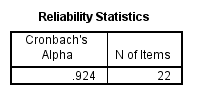 Reliability Statistics
Cronbach's
Alpha N of Items
.924 22